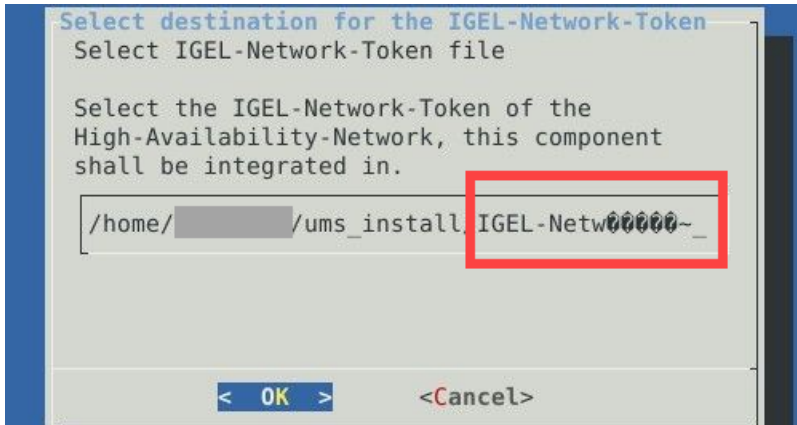 Select destination for the IGEL-Network-Token
Select IGEL-Network-Token file
Select the IGEL-Network-Token of the
High-Availability-Network, this component
shall be integrated in.
/home/ /ums_install/IGEL-Netw�����~_
< OK >
<Cancel>